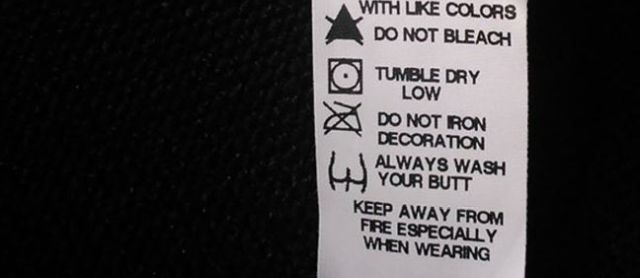 WITH LIKE COLORS
DO NOT BLEACH
TUMBLE DRY
LOW
DO NOT IRON
DECORATION
ALWAYS WASH
YOUR BUTT
KEEP AWAY FROM
FIRE ESPECIALLY
WHEN WEARING